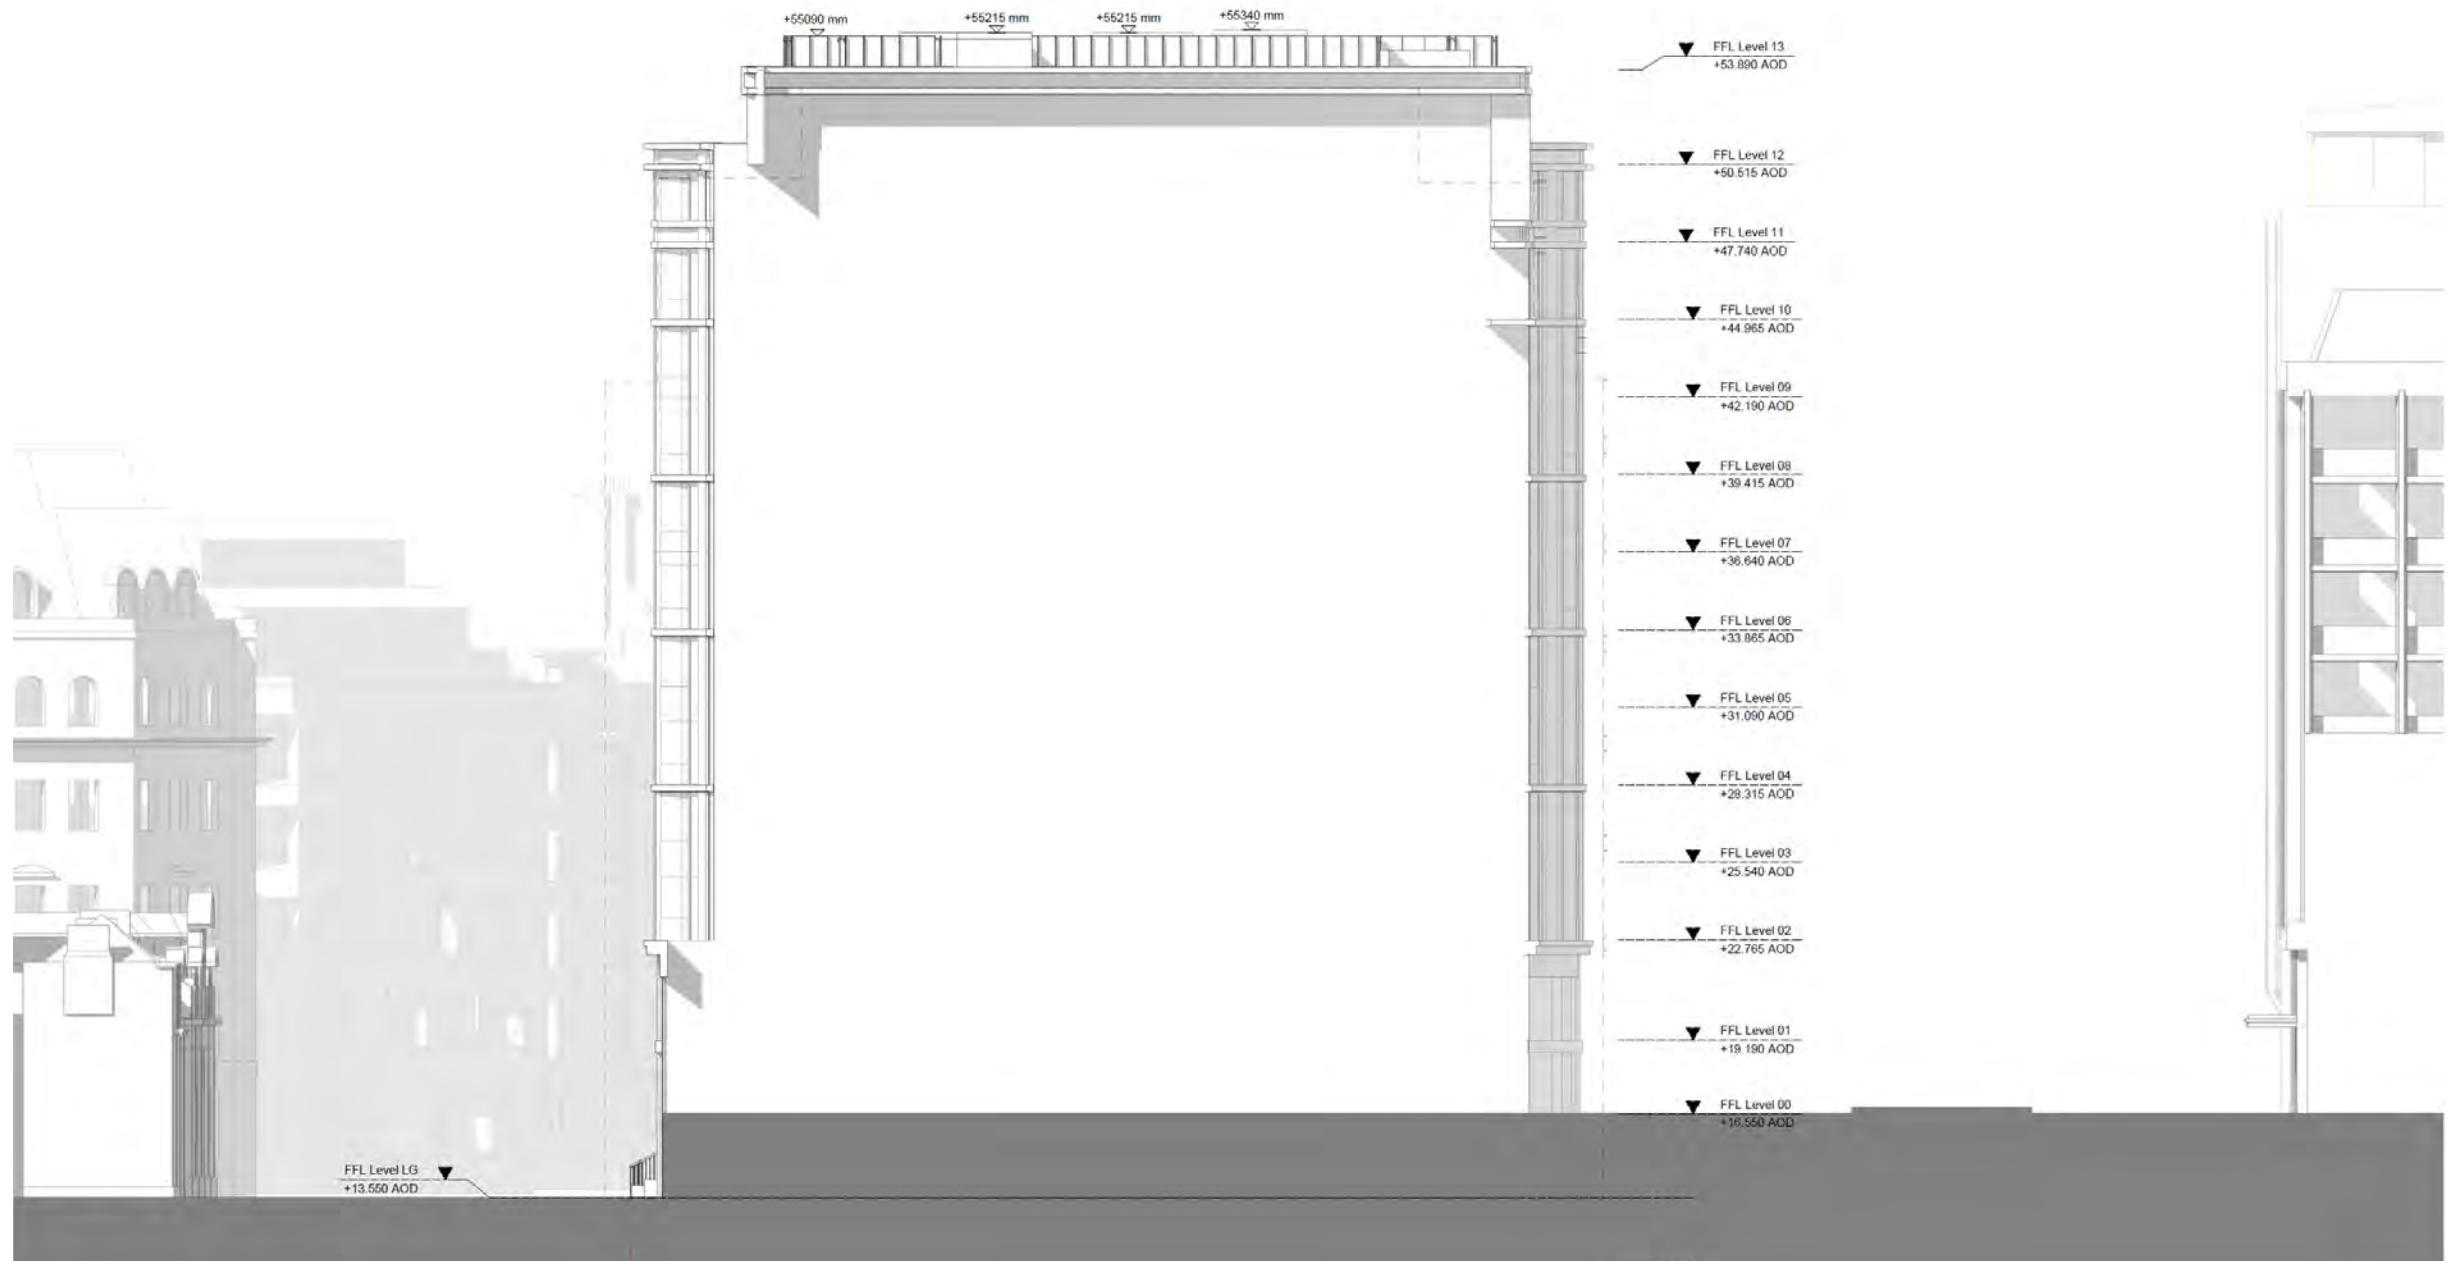 +55090 mm
+55215 mm
+55215 mm
+55340 mm
FFL Level 13
+53.890 AOD
FFL Level 12
+50.515 AOD
FFL Level 11
+47.740 AOD
FFL Level 10
+44.965 AOD
FFL Level 09
+42.190 AOD
FFL Level 08
+39.415 AOD
FFL Level 07
+36.640 AOD
FFL Level 06
+33.865 AOD
FFL Level 05
+31.090 AOD
FFL Level 04
+28.315 AOD
FFL Level 03
+25.540 AOD
FFL Level 02
+22.765 AOD
FFL Level 01
+19.190 AOD
FFL Level 00
+16.550 AOD
FFL Level LG
+13.550 AOD